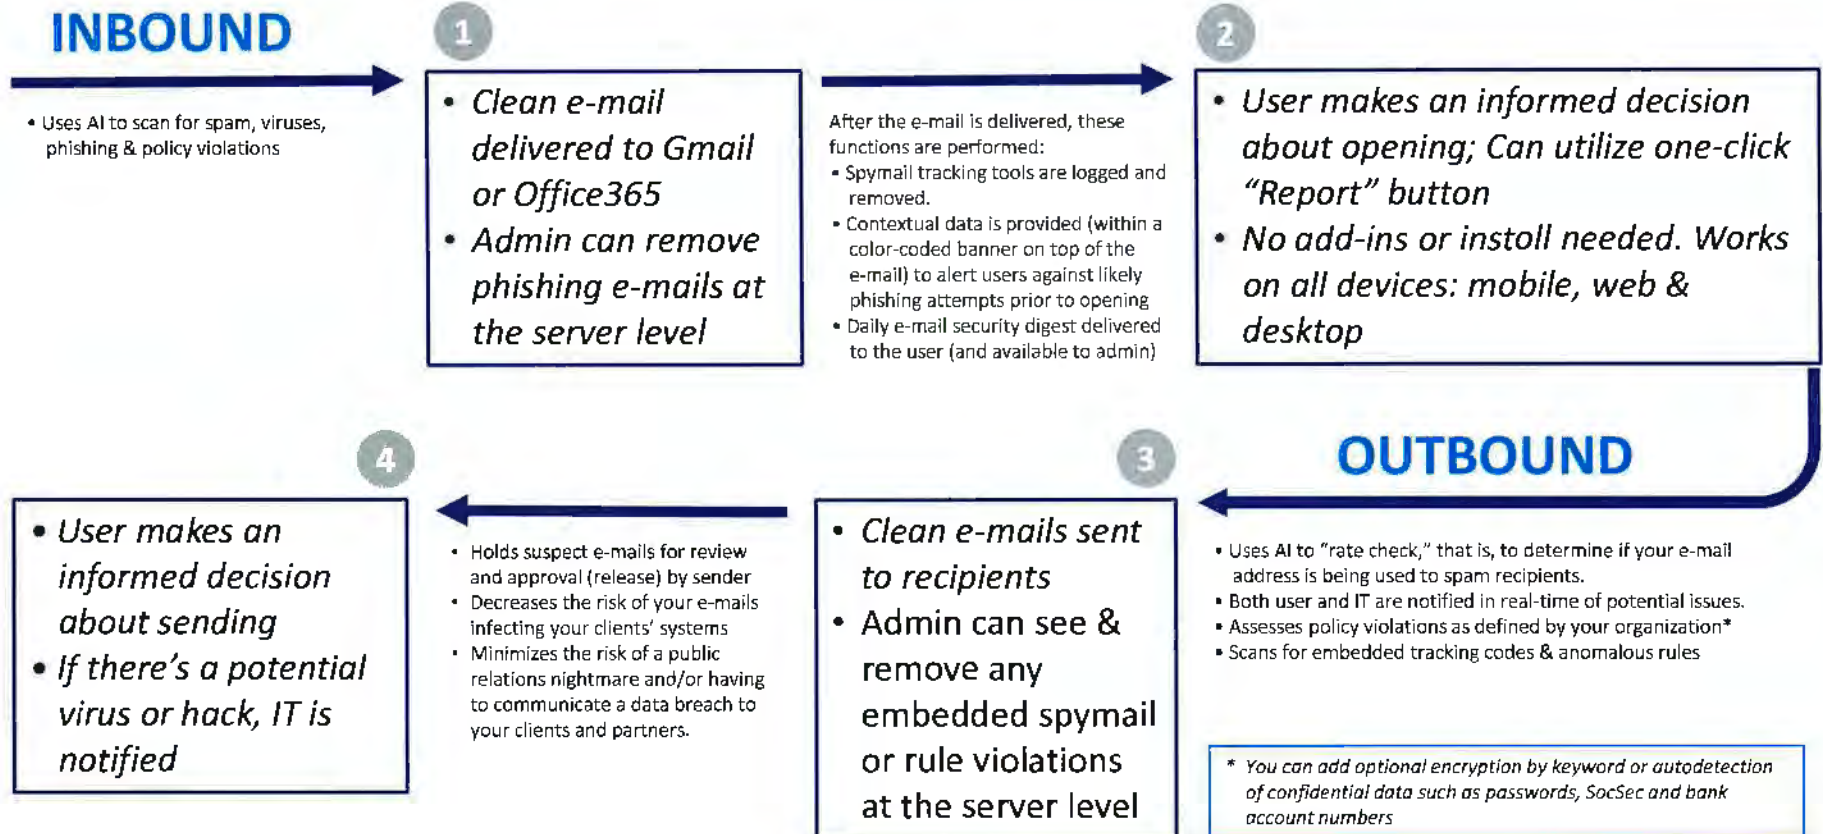 INBOUND
• Uses AI to scan for spam, viruses,
phishing & policy violations
1
• Clean e-mail
delivered to Gmail
or Office365
• Admin can remove
phishing e-mails at
the server level
After the e-mail is delivered, these
functions are performed:
• Spymail tracking tools are logged and
removed.
• Contextual data is provided (within a
color-coded banner on top of the
e-mail) to alert users against likely
phishing attempts prior to opening
• Daily e-mail security digest delivered
to the user (and available to admin)
2
• User makes an informed decision
about opening; Can utilize one-click
“Report” button
• No add-ins or install needed. Works
on all devices: mobile, web &
desktop
OUTBOUND
• Uses AI to “rate check,” that is, to determine if your e-mail
address is being used to spam recipients.
• Both user and IT are notified in real-time of potential issues.
• Assesses policy violations as defined by your organization*
• Scans for embedded tracking codes & anomalous rules
* You can add optional encryption by keyword or autodetection
of confidential data such as passwords, SocSec and bank
account numbers
3
• Clean e-mails sent
to recipients
• Admin can see &
remove any
embedded spymail
or rule violations
at the server level
• Holds suspect e-mails for review
and approval (release) by sender
• Decreases the risk of your e-mails
infecting your clients’ systems
• Minimizes the risk of a public
relations nightmare and/or having
to communicate a data breach to
your clients and partners.
4
• User makes an
informed decision
about sending
• If there’s a potential
virus or hack, IT is
notified